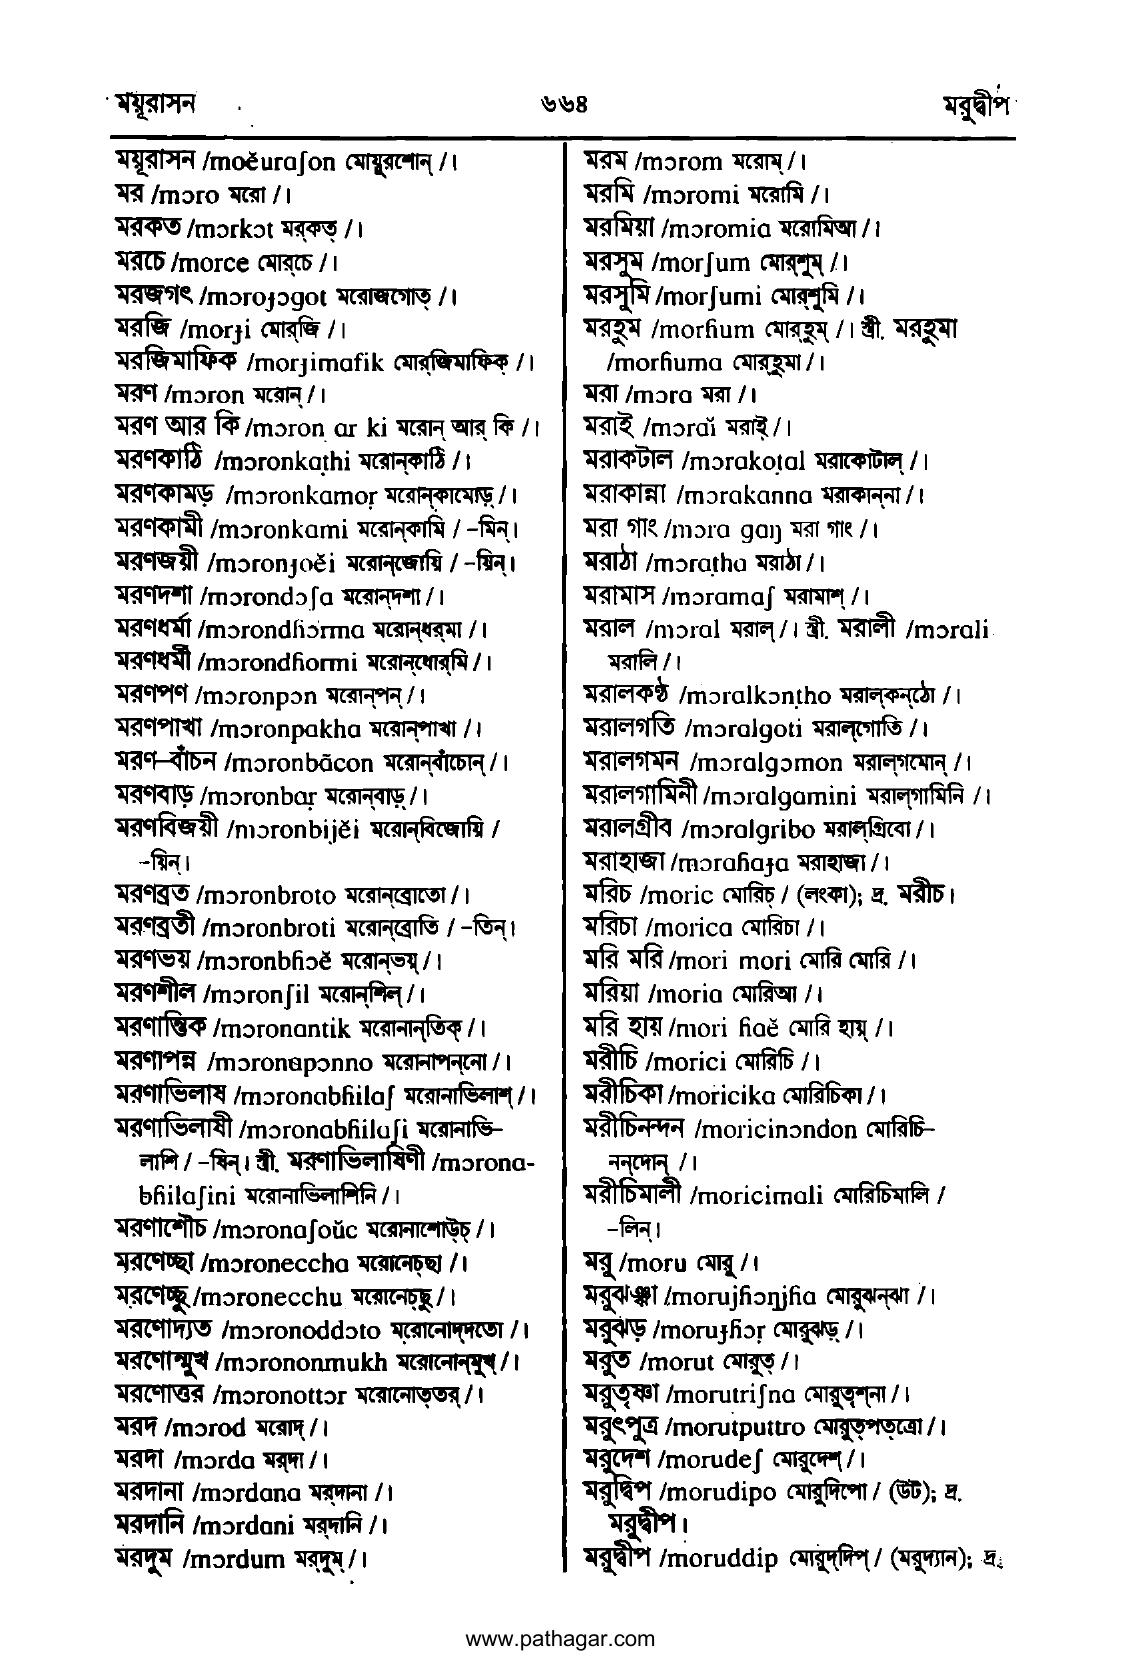 ময়ূরাসন ৬৬৪ মরুদ্বীপ
ময়ূরাসন /moĕuraʃon মোয়ুরশোন্ /।
মর /mɔro মরো /।
মরকত /mɔrkɔt মর্‌কত্ /।
মরচে /morce মোর্‌চে /।
মরজগৎ /mɔroɟɔgot মরোজগোত্ /।
মরজি /morɟi মোর্‌জি /।
মরজিমাফিক /morɟimafik মোর্‌জিমাফিক্ /।
মরণ /mɔron মরোন্ /।
মরণ আর কি /mɔron ar ki মরোন্ আর্ কি /।
মরণকাঠি /mɔronkaṭhi মরোন্‌কাঠি /।
মরণকামড় /mɔronkamoṛ মরোন্‌কামোড়্ /।
মরণকামী /mɔronkami মরোন্‌কামি / –মিন্।
মরণজয়ী /mɔronɟoĕi মরোন্‌জোয়ি / –য়িন্।
মরণদশা /mɔrondɔʃa মরোন্‌দশা /।
মরণধর্মা /mɔrondɦɔrma মরোন্‌ধর্‌মা /।
মরণধর্মী /mɔrondɦormi মরোন্‌ধোর্‌মি /।
মরণপণ /mɔronpɔn মরোন্‌পন্ /।
মরণপাখা /mɔronpakha মরোন্‌পাখা /।
মরণ–বাঁচন /mɔronbãcon মরোন্‌বাঁচোন্ /।
মরণবাড় /mɔronbaṛ মরোন্‌বাড়্ /।
মরণবিজয়ী /mɔronbijĕi মরোন্‌বিজোয়ি /
–য়িন্।
মরণব্রত /mɔronbroto মরোন্‌ব্রোতো /।
মরণব্রতী /mɔronbroti মরোন্‌ব্রোতি / –তিন্।
মরণভয় /mɔronbɦɔĕ মরোন্‌ভয়্ /।
মরণশীল /mɔronʃil মরোন্‌শিল্ /।
মরণান্তিক /mɔronantik মরোনান্‌তিক্ /।
মরণাপন্ন /mɔronapɔnno মরোনাপন্‌নো /।
মরণাভিলাষ /mɔronabɦilaʃ মরোনাভিলাশ্ /।
মরণাভিলাষী /mɔronabɦilaʃi মরোনাভি–
লাশি / –ষিন্। স্ত্রী. মরণাভিলাষিণী /mɔrona-
bɦilaʃini মরোনাভিলাশিনি /।
মরণাশৌচ /mɔronaʃoŭc মরোনাশোউচ্ /।
মরণেচ্ছা /mɔroneccha মরোনেচ্‌ছা /।
মরণেচ্ছু /mɔronecchu মরোনেচ্‌ছু /।
মরণোদ্যত /mɔronoddɔto মরোনোদ্‌দতো /।
মরণোন্মুখ /mɔrononmukh মরোনোন্‌মুখ্ /।
মরণোত্তর /mɔronottɔr মরোনোত্‌তর্ /।
মরদ /mɔrod মরোদ্ /।
মরদা /mɔrda মর্‌দা /।
মরদানা /mɔrdana মর্‌দানা /।
মরদানি /mɔrdani মর্‌দানি /।
মরদুম /mɔrdum মর্‌দুম্ /।
মরম /mɔrom মরোম্ /।
মরমি /mɔromi মরোমি /।
মরমিয়া /mɔromia মরোমিআ /।
মরসুম /morʃum মোর্‌শুম্ /।
মরসুমি /morʃumi মোর্‌শুমি /।
মরহুম /morɦum মোর্‌হুম্ /। স্ত্রী. মরহুমা
/morɦuma মোর্‌হুমা /।
মরা /mɔra মরা /।
মরাই /mɔraĭ মরাই্ /।
মরাকটাল /mɔrakoṭal মরাকোটাল্ /।
মরাকান্না /mɔrakanna মরাকান্‌না /।
মরা গাং /mɔra gaŋ মরা গাং /।
মরাঠা /mɔraṭha মরাঠা /।
মরামাস /mɔramaʃ মরামাশ্ /।
মরাল /mɔral মরাল্ /। স্ত্রী. মরালী /mɔrali
মরালি /।
মরালকণ্ঠ /mɔralkɔnṭho মরাল্‌কন্‌ঠো /।
মরালগতি /mɔralgoti মরাল্‌গোতি /।
মরালগমন /mɔralgɔmon মরাল্‌গমোন্ /।
মরালগামিনী /mɔralgamini মরাল্‌গামিনি /।
মরালগ্রীব /mɔralgribo মরাল্‌গ্রিবো /।
মরাহাজা /mɔraɦaɟa মরাহাজা /।
মরিচ /moric মোরিচ্ / (লংকা); দ্র. মরীচ।
মরিচা /morica মোরিচা /।
মরি মরি /mori mori মোরি মোরি /।
মরিয়া /moria মোরিআ /।
মরি হায় /mori ɦaĕ মোরি হায়্ /।
মরীচি /morici মোরিচি /।
মরীচিকা /moricika মোরিচিকা /।
মরীচিনন্দন /moricinɔndon মোরিচি–
নন্‌দোন্ /।
মরীচিমালী /moricimali মোরিচিমালি /
–লিন্।
মরু /moru মোরু /।
মরুঝঞ্ঝা /morujɦɔɲjɦa মোরুঝন্‌ঝা /।
মরুঝড় /moruɟɦɔṛ মোরুঝড়্ /।
মরুত /morut মোরুত্ /।
মরুতৃষ্ণা /morutriʃna মোরুতৃশ্‌না /।
মরুৎপুত্র /morutputtro মোরুত্‌পুত্‌ত্রো /।
মরুদেশ /morudeʃ মোরুদেশ্ /।
মরুদ্বিপ /morudipo মোরুদিপো / (উট); দ্র.
মরুদ্বীপ।
মরুদ্বীপ /moruddip মোরুদ্‌দিপ্ / (মরুদ্যান); দ্র.
www.pathagar.com